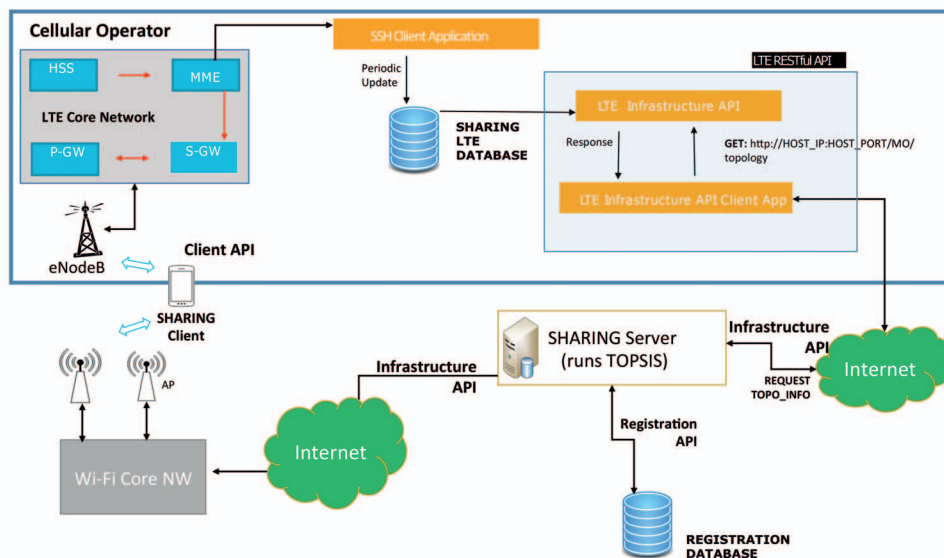 Cellular Operator
SSH Client Application
HSS
MME
LTE Core Network
P-GW
S-GW
Periodic
Update
SHARING
LTE
DATABASE
LTE RESTful API
LTE Infrastructure API
Response
GET: http://HOST_IP:HOST_PORT/MO/
topology
LTE Infrastructure API Client App
eNodeB
Client API
SHARING
Client
AP
Wi-Fi Core NW
Internet
Infrastructure
API
SHARING Server
(runs TOPSIS)
Infrastructure
API
REQUEST
TOPO_INFO
Internet
Registration
API
REGISTRATION
DATABASE